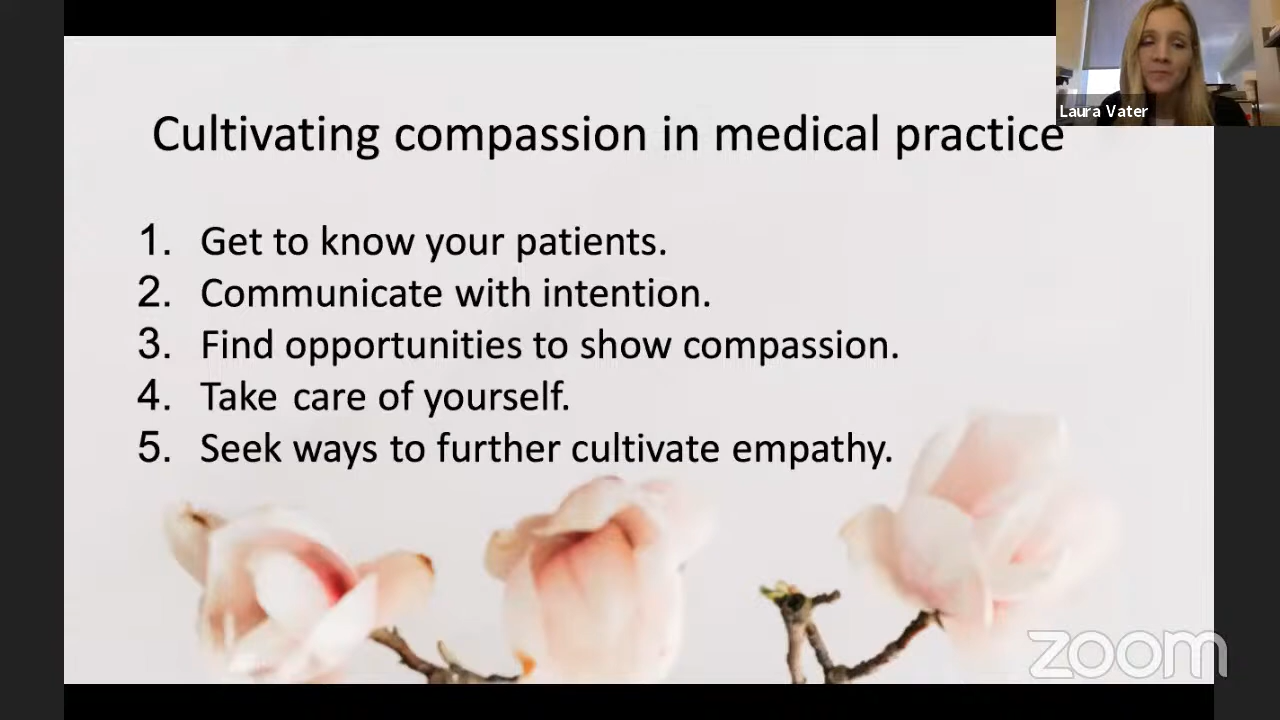 Laura Vater
Cultivating compassion in medical practice
1. Get to know your patients.
2. Communicate with intention.
3. Find opportunities to show compassion.
4. Take care of yourself.
5. Seek ways to further cultivate empathy.
zoom